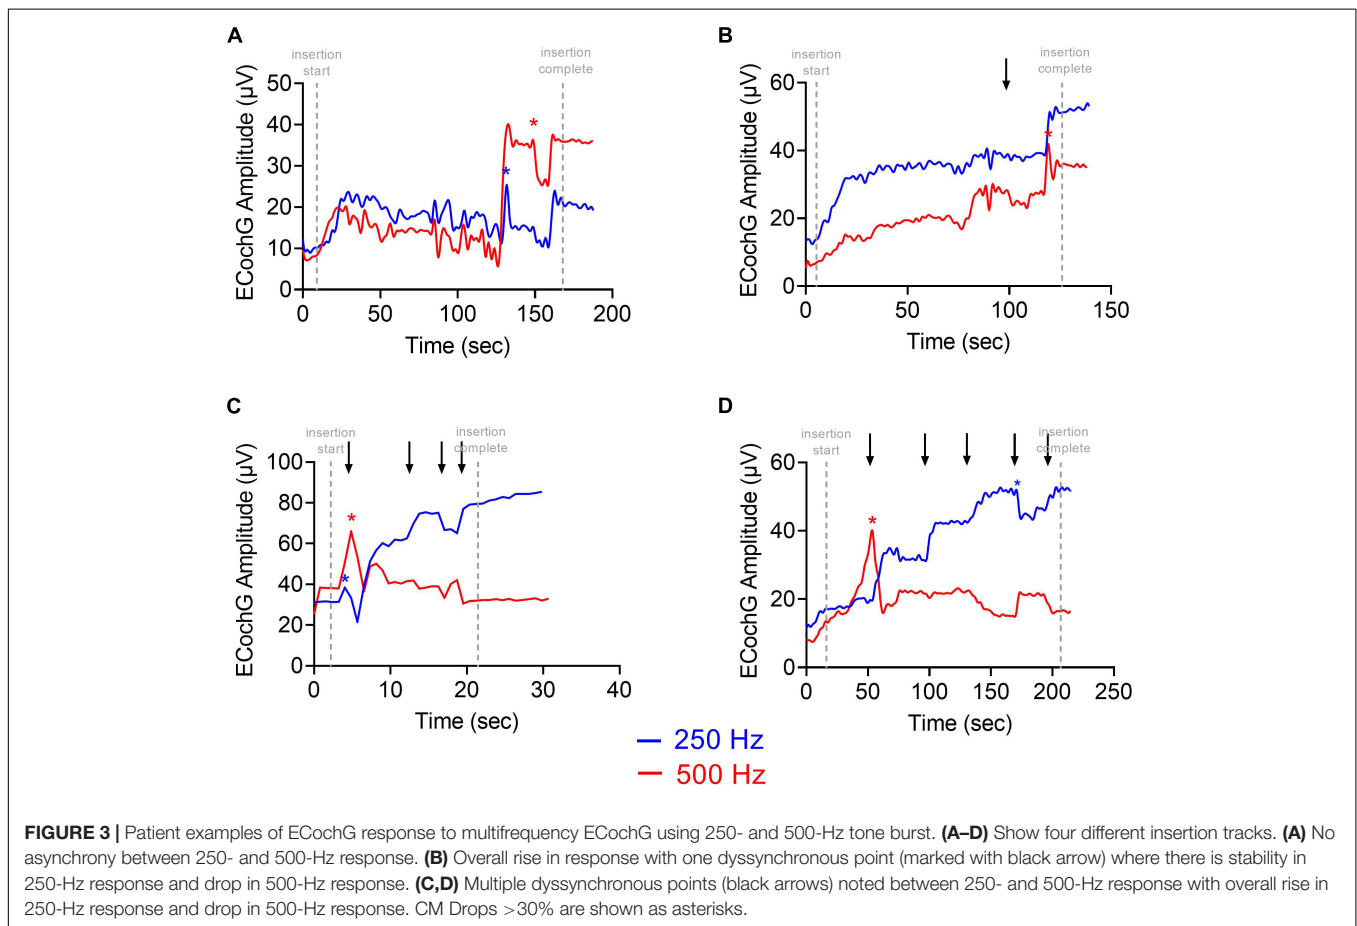 A
insertion
start
insertion
complete
ECochG Amplitude (µV)
50
40
30
20
10
0
*
*
0 50 100 150 200
Time (sec)
B
insertion
start
insertion
complete
ECochG Amplitude (µV)
60
40
20
0
*
0 50 100 150
Time (sec)
C
insertion
start
insertion
complete
ECochG Amplitude (µV)
100
80
60
40
20
0
*
*
0 10 20 30 40
Time (sec)
D
insertion
start
insertion
complete
ECochG Amplitude (µV)
60
40
20
0
*
*
0 50 100 150 200 250
Time (sec)
250 Hz
500 Hz
FIGURE 3 | Patient examples of ECochG response to multifrequency ECochG using 250- and 500-Hz tone burst. (A–D) Show four different insertion tracks. (A) No
asynchrony between 250- and 500-Hz response. (B) Overall rise in response with one dyssynchronous point (marked with black arrow) where there is stability in
250-Hz response and drop in 500-Hz response. (C,D) Multiple dyssynchronous points (black arrows) noted between 250- and 500-Hz response with overall rise in
250-Hz response and drop in 500-Hz response. CM Drops >30% are shown as asterisks.